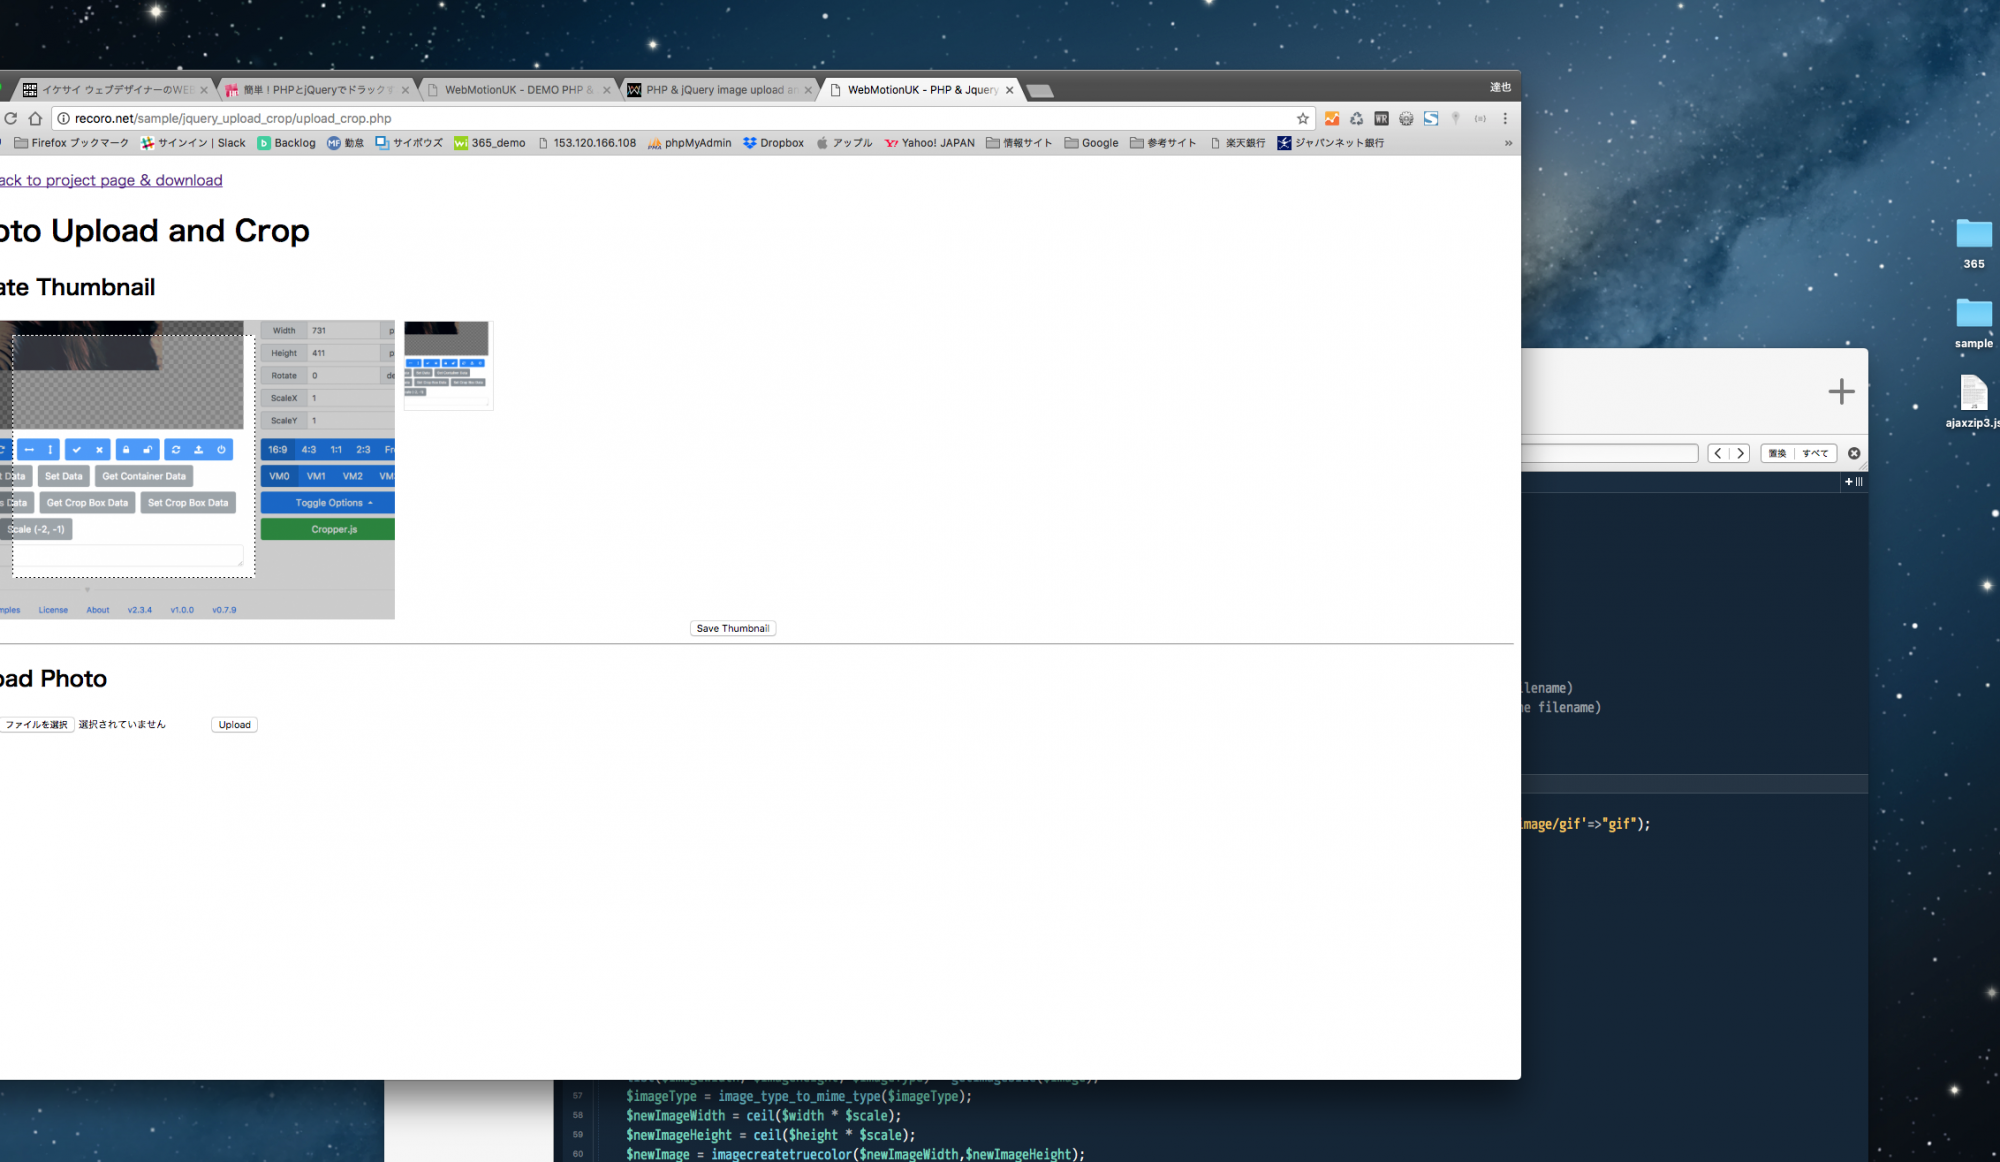 イケサイ ウェブデザイナーのWEB
簡単！PHPとjQueryでドラック
WebMotionUK - DEMO PHP &
PHP & jQuery image upload an
WebMotionUK - PHP & Jquery
達也
recoro.net/sample/jquery_upload_crop/upload_crop.php
Firefox ブックマーク
サインイン | Slack
Backlog
勤怠
サイボウズ
365_demo
153.120.166.108
phpMyAdmin
Dropbox
アップル
Yahoo! JAPAN
情報サイト
Google
参考サイト
楽天銀行
ジャパンネット銀行
»
ack to project page & download
oto Upload and Crop
ate Thumbnail
Width 731 p
Height 411 p
Rotate 0 de
ScaleX 1
ScaleY 1
16:9 4:3 1:1 2:3 Fr
VM0 VM1 VM2 VM
Toggle Options
Cropper.js
t Data Set Data Get Container Data
s Data Get Crop Box Data Set Crop Box Data
Scale (-2, -1)
mples License About v2.3.4 v1.0.0 v0.7.9
Save Thumbnail
oad Photo
ファイルを選択 選択されていません Upload
365
sample
ajaxzip3.js
置換 すべて
lename)
e filename)
image/gif'=>"gif");
57 $imageType = image_type_to_mime_type($imageType);
58 $newImageWidth = ceil($width * $scale);
59 $newImageHeight = ceil($height * $scale);
60 $newImage = imagecreatetruecolor($newImageWidth,$newImageHeight);